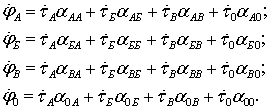 φ̇_A = τ̇_A α_AA + τ̇_Б α_AБ + τ̇_B α_AB + τ̇_0 α_A0;
φ̇_Б = τ̇_A α_БA + τ̇_Б α_ББ + τ̇_B α_БB + τ̇_0 α_Б0;
φ̇_B = τ̇_A α_BA + τ̇_Б α_BБ + τ̇_B α_BB + τ̇_0 α_B0;
φ̇_0 = τ̇_A α_0A + τ̇_Б α_0Б + τ̇_B α_0B + τ̇_0 α_00.